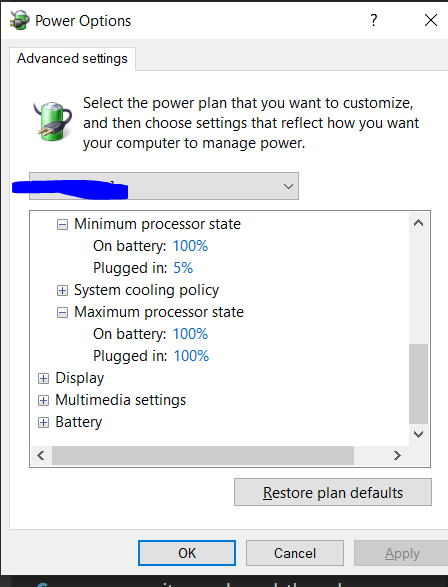 Power Options
?
Advanced settings
Select the power plan that you want to customize,
and then choose settings that reflect how you want
your computer to manage power.
Minimum processor state
On battery: 100%
Plugged in: 5%
System cooling policy
Maximum processor state
On battery: 100%
Plugged in: 100%
Display
Multimedia settings
Battery
Restore plan defaults
OK
Cancel
Apply